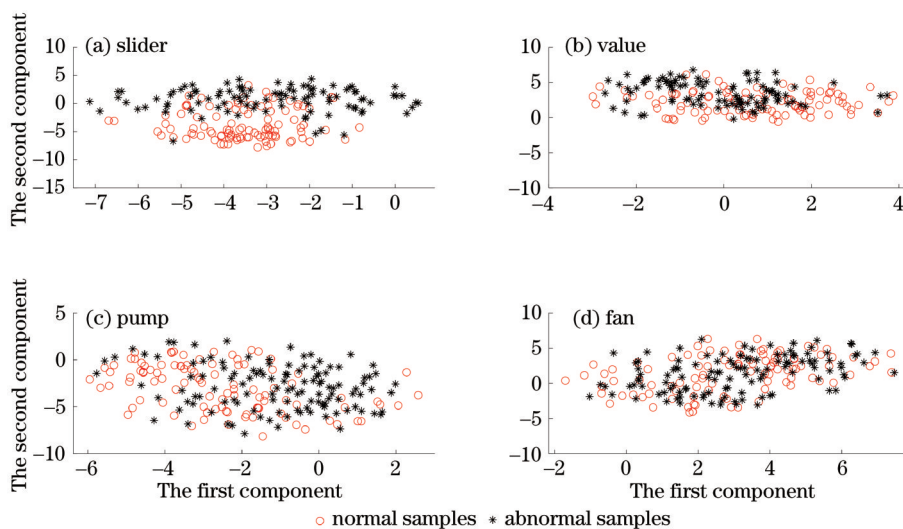 (a) slider
The second component
10
5
0
−5
−10
−15
−7 −6 −5 −4 −3 −2 −1 0
(b) value
10
5
0
−5
−10
−4 −2 0 2 4
(c) pump
The second component
5
0
−5
−10
−6 −4 −2 0 2
The first component
(d) fan
10
5
0
−5
−10
−2 0 2 4 6
The first component
normal samples * abnormal samples